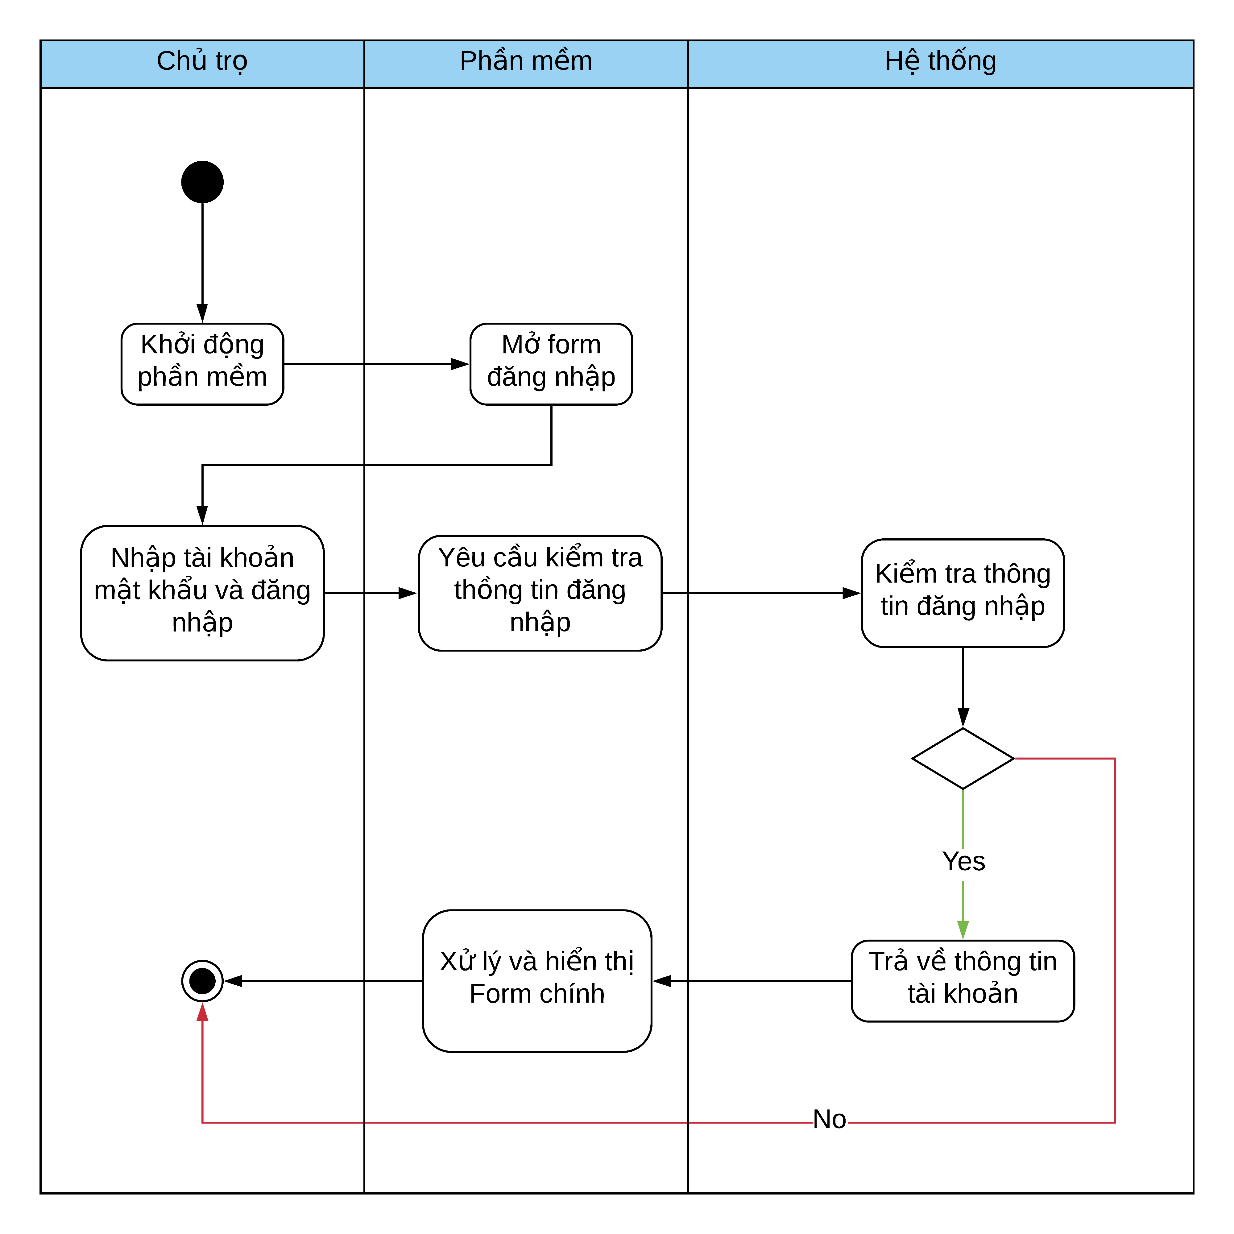 Chủ trọ
Phần mềm
Hệ thống
Khởi động
phần mềm
Mở form
đăng nhập
Nhập tài khoản
mật khẩu và đăng
nhập
Yêu cầu kiểm tra
thồng tin đăng
nhập
Kiểm tra thông
tin đăng nhập
Yes
Trả về thông tin
tài khoản
Xử lý và hiển thị
Form chính
No